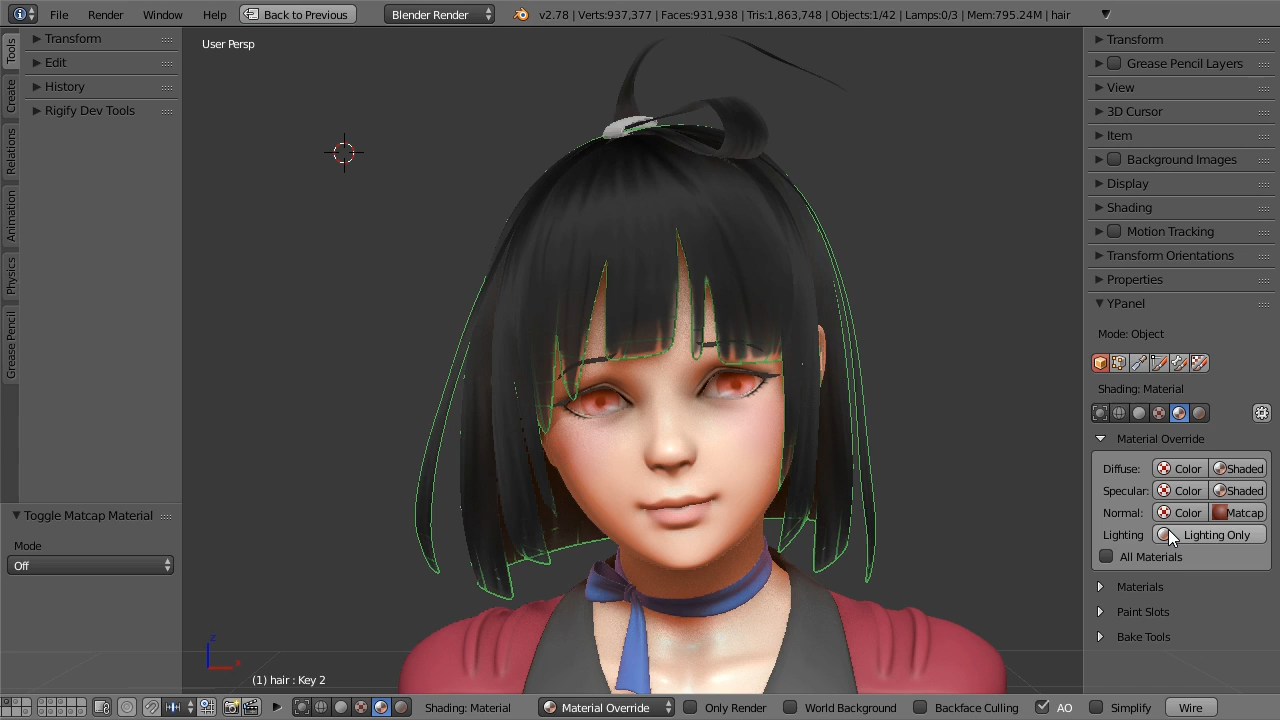 File Render Window Help Back to Previous Blender Render v2.78 | Verts:937,377 | Faces:931,938 | Tris:1,863,748 | Objects:1/42 | Lamps:0/3 | Mem:795.24M | hair
Tools
Create
Relations
Animation
Physics
Grease Pencil
Transform
Edit
History
Rigify Dev Tools
Toggle Matcap Material
Mode
Off
User Persp
z
x
(1) hair : Key 2
Transform
Grease Pencil Layers
View
3D Cursor
Item
Background Images
Display
Shading
Motion Tracking
Transform Orientations
Properties
YPanel
Mode: Object
Shading: Material
Material Override
Diffuse: Color Shaded
Specular: Color Shaded
Normal: Color Matcap
Lighting Lighting Only
All Materials
Materials
Paint Slots
Bake Tools
Shading: Material Material Override Only Render World Background Backface Culling AO Simplify Wire